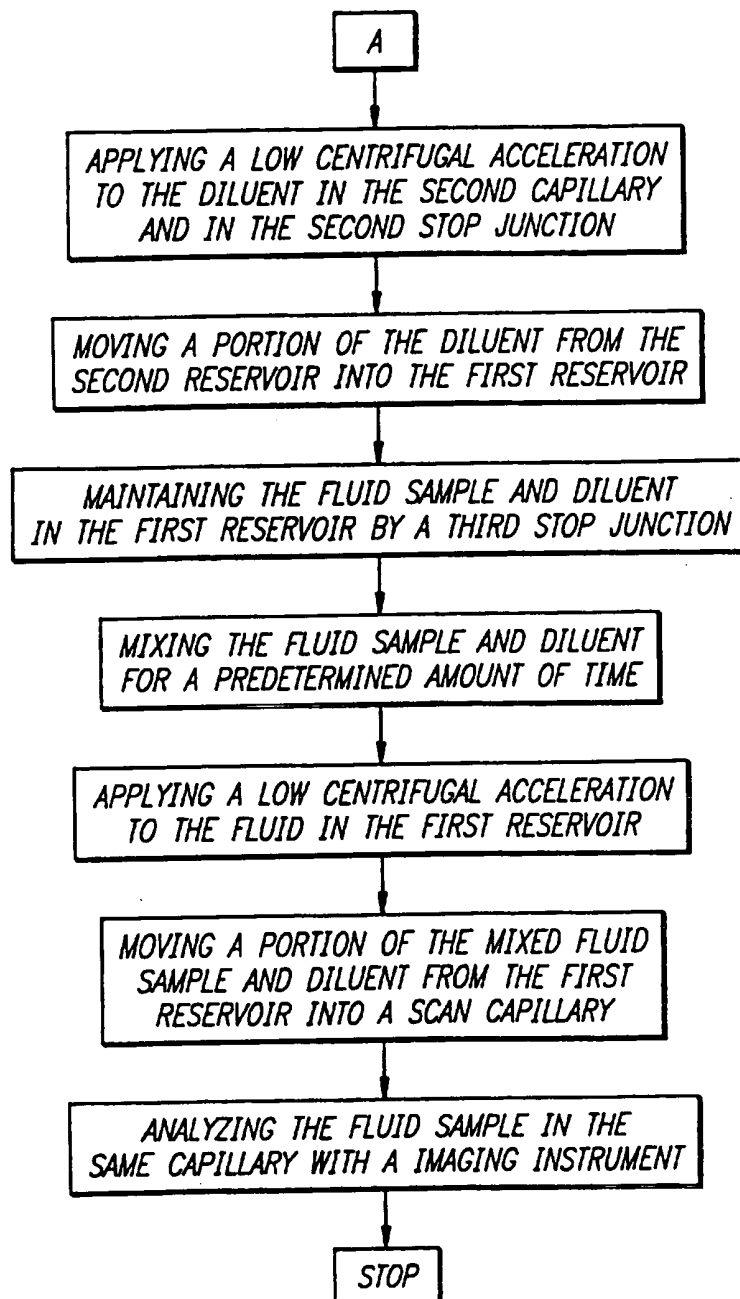 A
APPLYING A LOW CENTRIFUGAL ACCELERATION
TO THE DILUENT IN THE SECOND CAPILLARY
AND IN THE SECOND STOP JUNCTION
MOVING A PORTION OF THE DILUENT FROM THE
SECOND RESERVOIR INTO THE FIRST RESERVOIR
MAINTAINING THE FLUID SAMPLE AND DILUENT
IN THE FIRST RESERVOIR BY A THIRD STOP JUNCTION
MIXING THE FLUID SAMPLE AND DILUENT
FOR A PREDETERMINED AMOUNT OF TIME
APPLYING A LOW CENTRIFUGAL ACCELERATION
TO THE FLUID IN THE FIRST RESERVOIR
MOVING A PORTION OF THE MIXED FLUID
SAMPLE AND DILUENT FROM THE FIRST
RESERVOIR INTO A SCAN CAPILLARY
ANALYZING THE FLUID SAMPLE IN THE
SAME CAPILLARY WITH A IMAGING INSTRUMENT
STOP